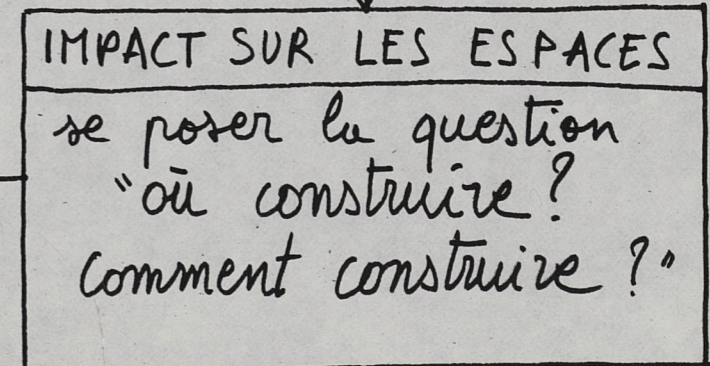 IMPACT SUR LES ESPACES
se poser la question
"où construire ?
comment construire ?"